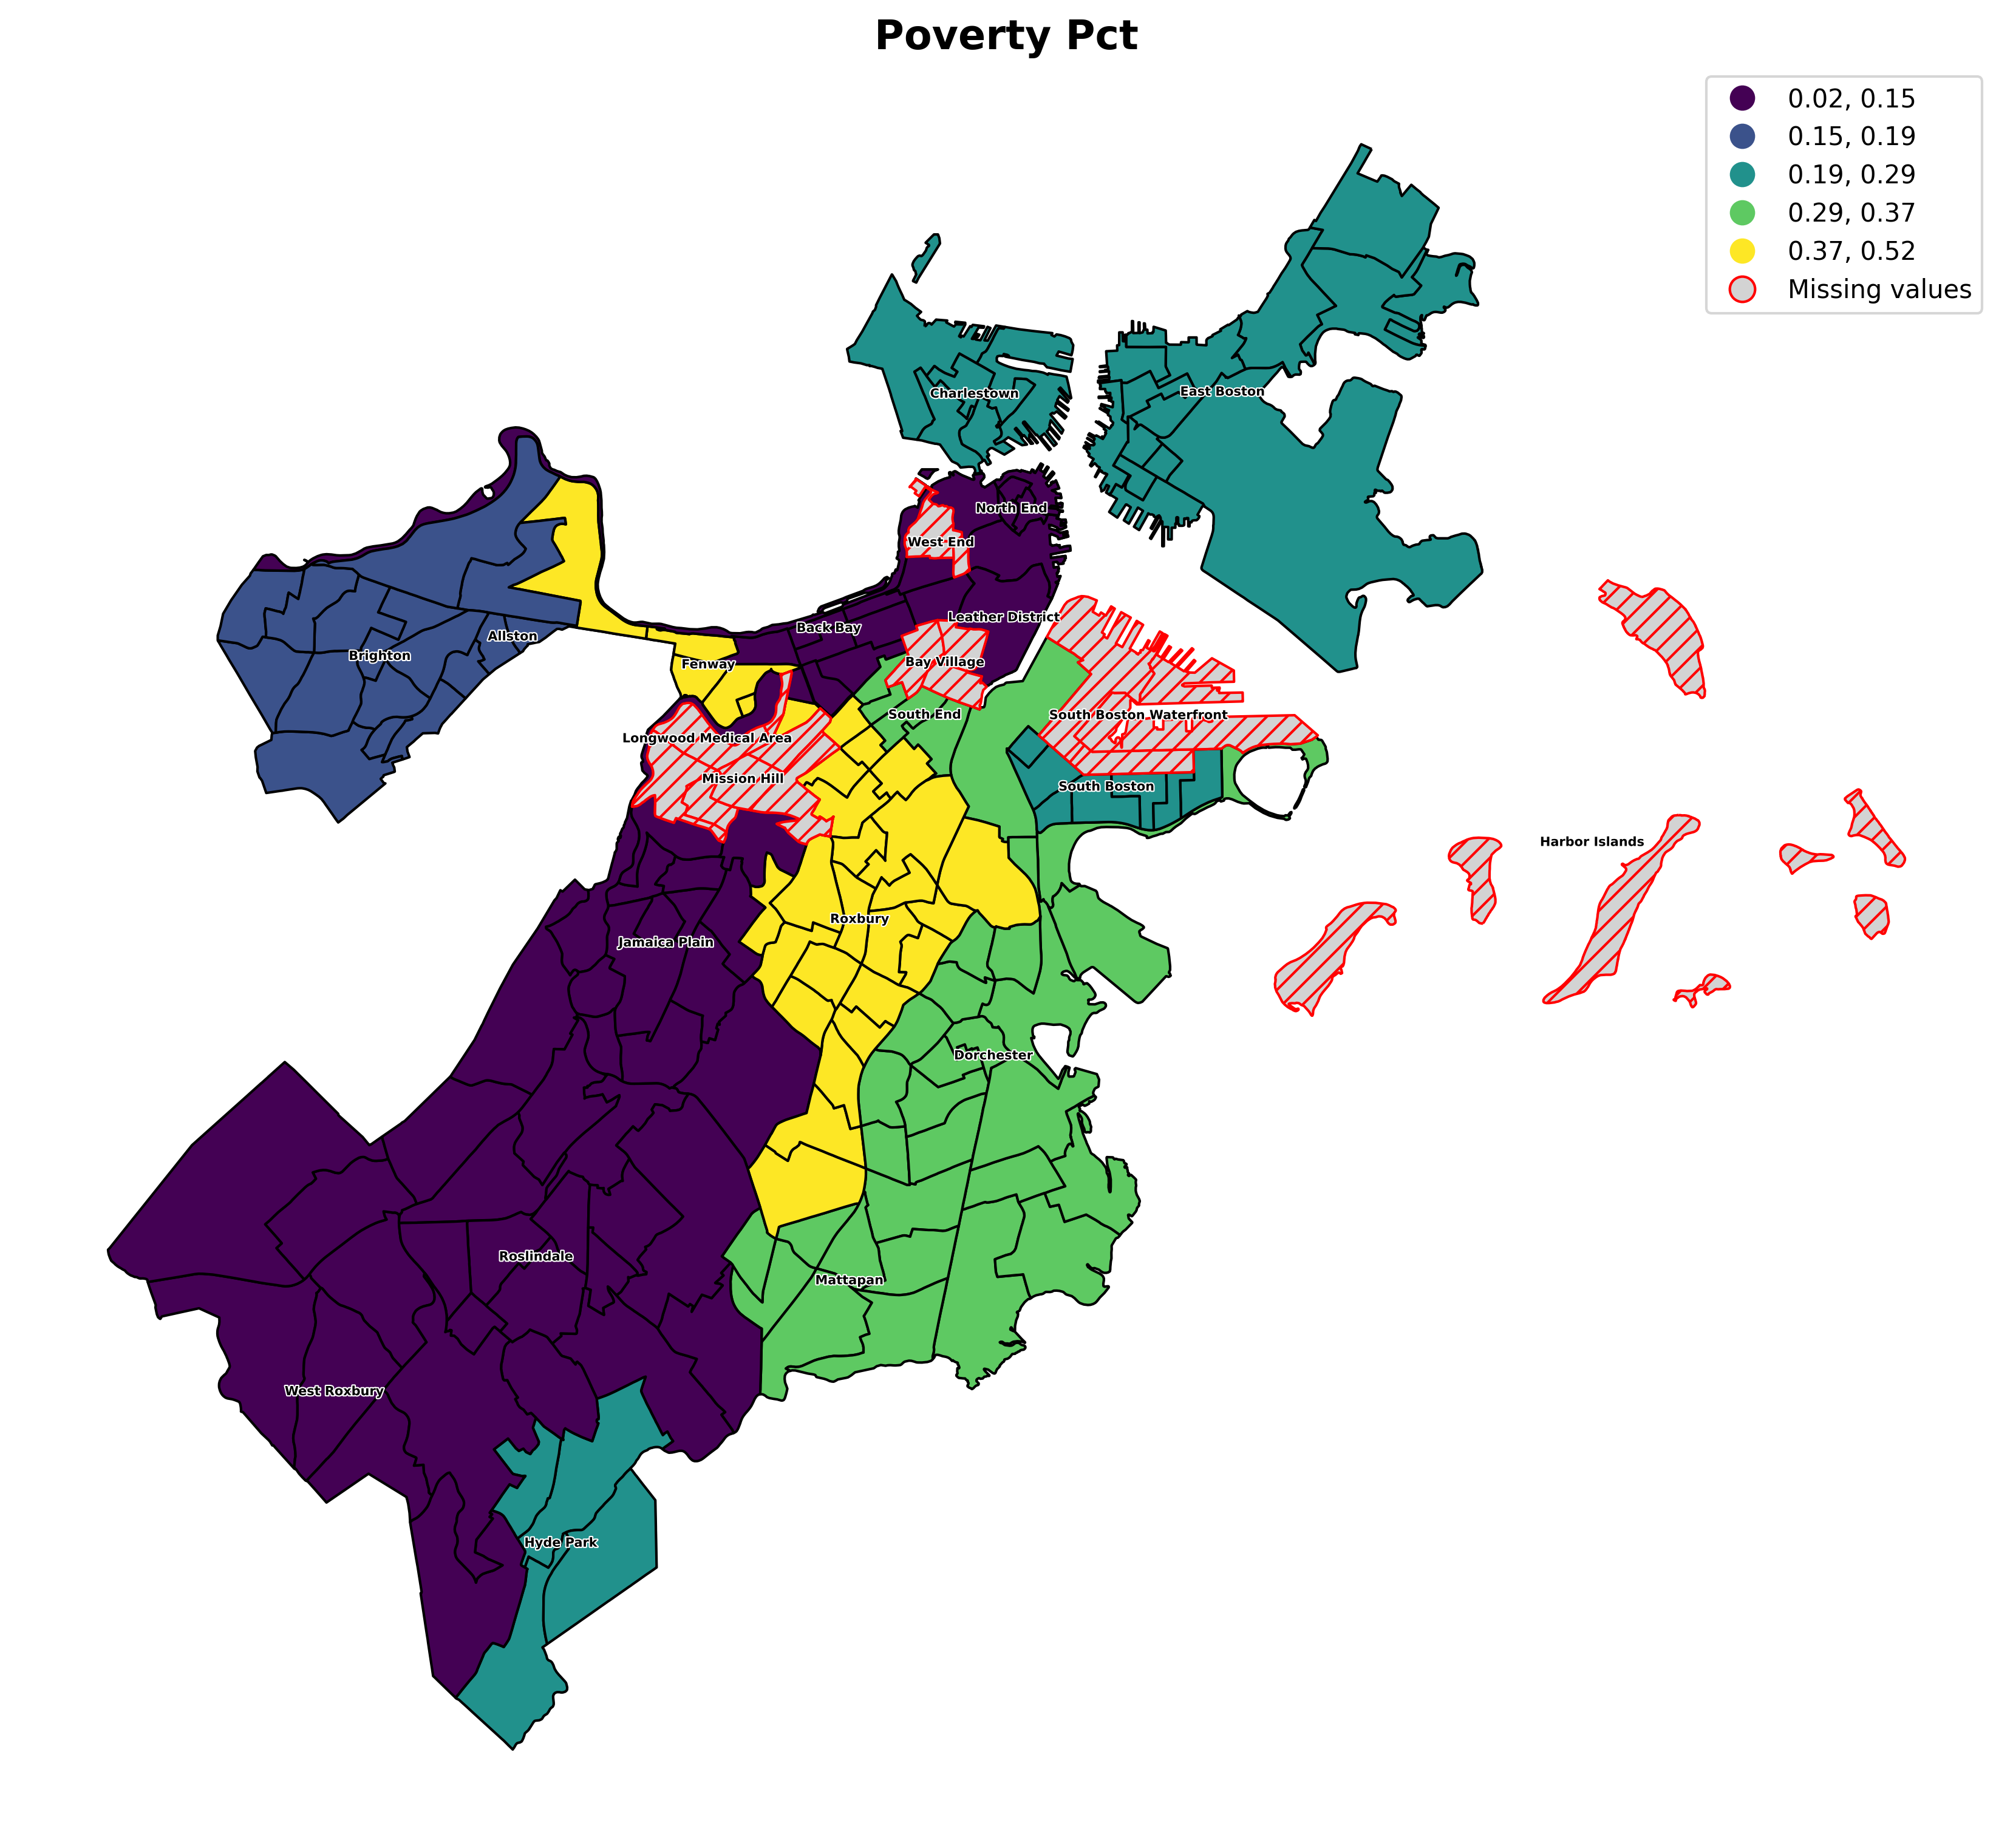 Poverty Pct
0.02, 0.15
0.15, 0.19
0.19, 0.29
0.29, 0.37
0.37, 0.52
Missing values
Charlestown
East Boston
North End
West End
Leather District
Back Bay
Allston
Brighton
Fenway
Bay Village
South End
South Boston Waterfront
Longwood Medical Area
Mission Hill
South Boston
Harbor Islands
Roxbury
Jamaica Plain
Dorchester
Roslindale
Mattapan
West Roxbury
Hyde Park